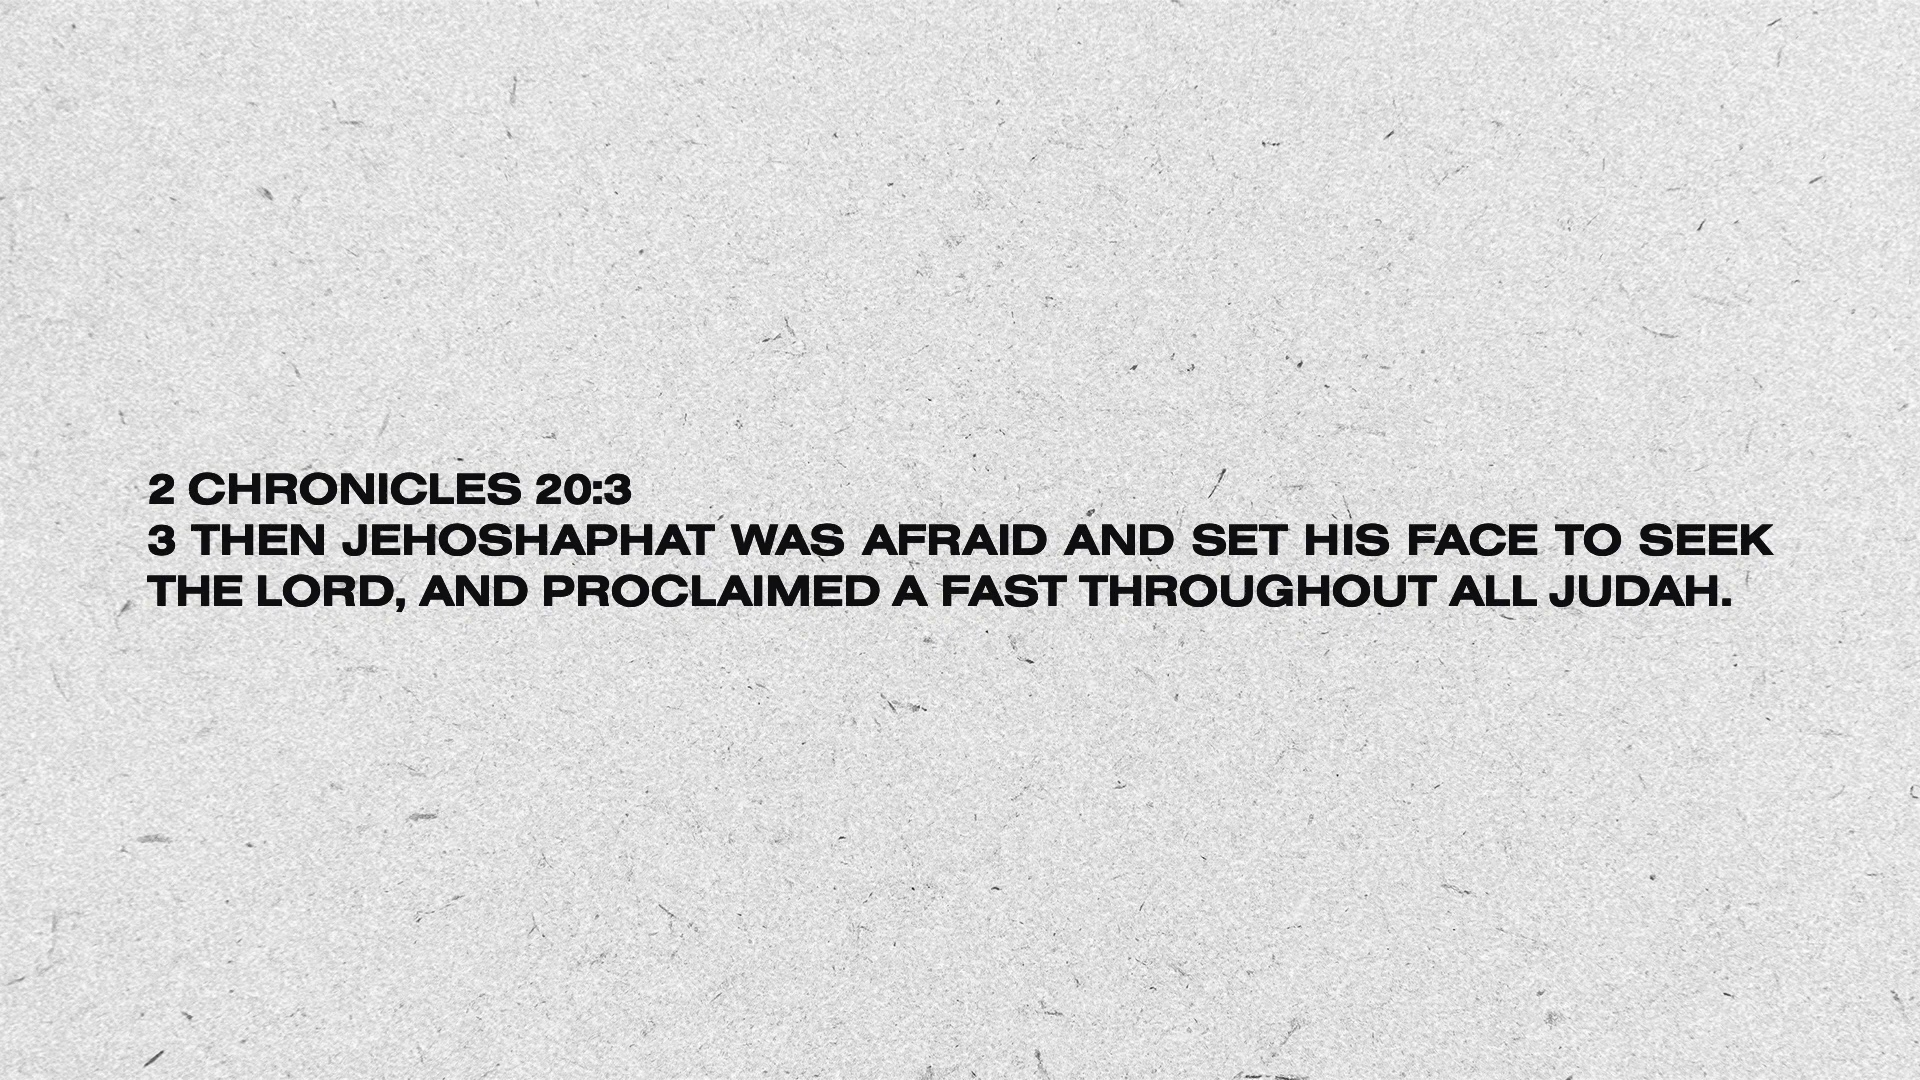 2 CHRONICLES 20:3
3 THEN JEHOSHAPHAT WAS AFRAID AND SET HIS FACE TO SEEK
THE LORD, AND PROCLAIMED A FAST THROUGHOUT ALL JUDAH.